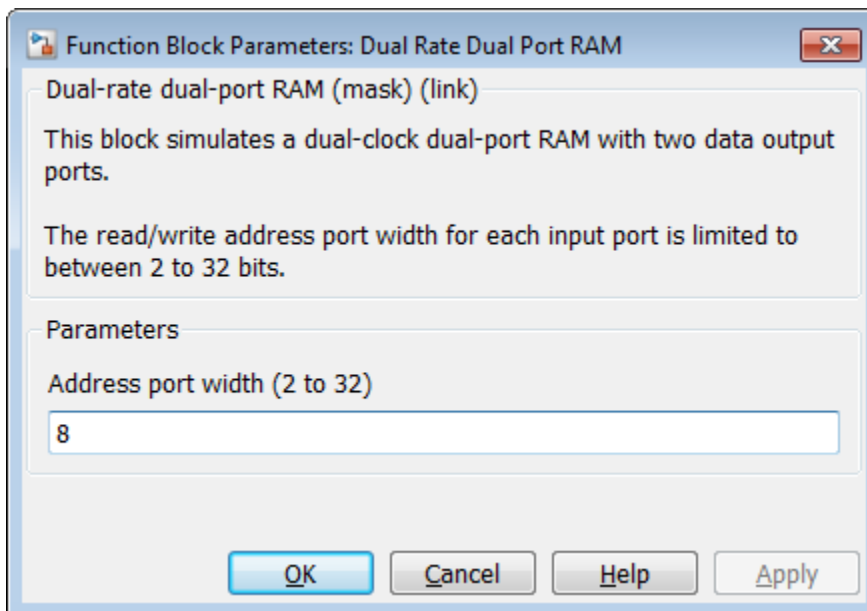 Function Block Parameters: Dual Rate Dual Port RAM
Dual-rate dual-port RAM (mask) (link)
This block simulates a dual-clock dual-port RAM with two data output
ports.
The read/write address port width for each input port is limited to
between 2 to 32 bits.
Parameters
Address port width (2 to 32)
8
OK Cancel Help Apply